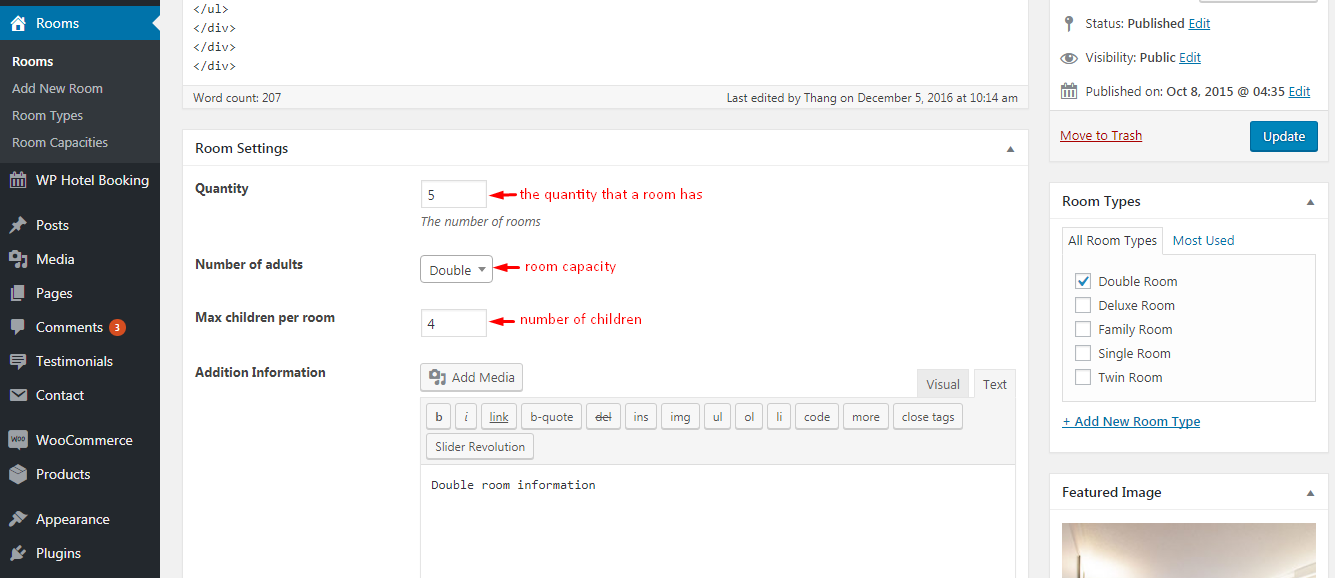 Rooms
Rooms
Add New Room
Room Types
Room Capacities
WP Hotel Booking
Posts
Media
Pages
Comments 3
Testimonials
Contact
WOO WooCommerce
Products
Appearance
Plugins
</ul>
</div>
</div>
</div>
Word count: 207 Last edited by Thang on December 5, 2016 at 10:14 am
Room Settings
Quantity 5 the quantity that a room has
The number of rooms
Number of adults Double room capacity
Max children per room 4 number of children
Addition Information Add Media
Visual Text
b i link b-quote del ins img ul ol li code more close tags
Slider Revolution
Double room information
Status: Published Edit
Visibility: Public Edit
Published on: Oct 8, 2015 @ 04:35 Edit
Move to Trash Update
Room Types
All Room Types Most Used
Double Room
Deluxe Room
Family Room
Single Room
Twin Room
+ Add New Room Type
Featured Image